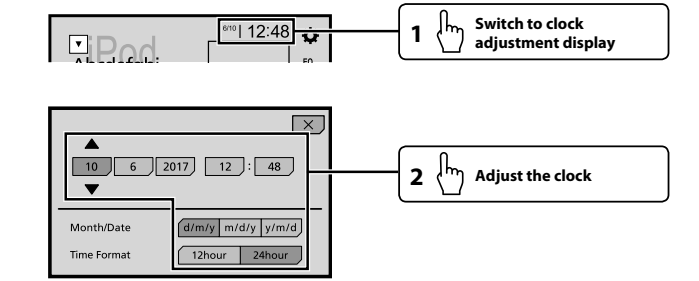 6/10 | 12:48
iPod
1 Switch to clock
adjustment display
×
10 6 2017 12 : 48
2 Adjust the clock
Month/Date d/m/y m/d/y y/m/d
Time Format 12hour 24hour